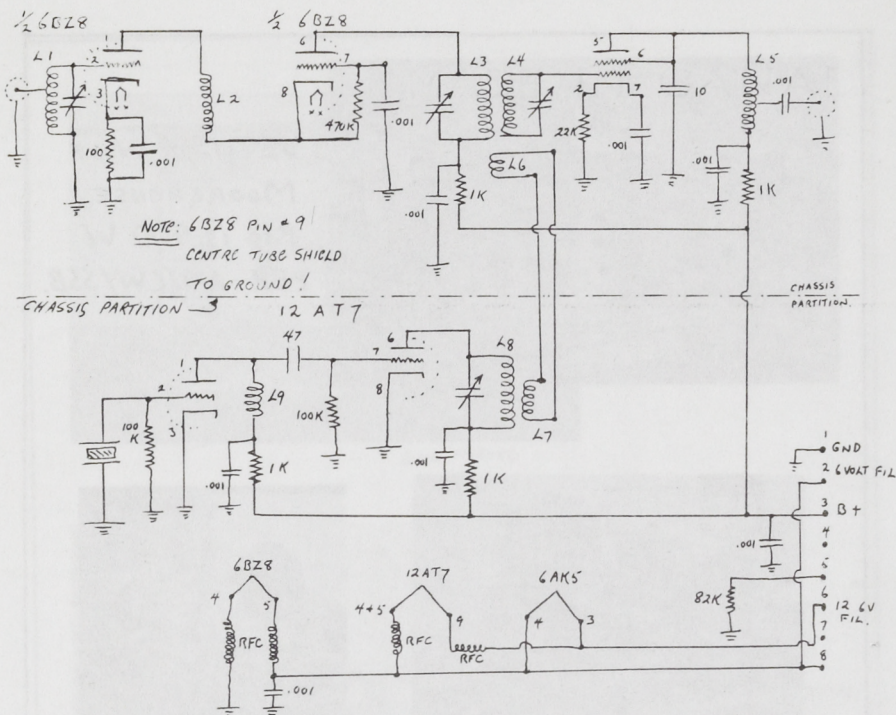 ½ 6BZ8
½ 6BZ8
L1
1
2
3
100
.001
L2
6
7
8
470K
.001
L3
L4
L6
.001
1K
5
6
2
7
22K
.001
10
L5
.001
.001
1K
NOTE: 6BZ8 PIN # 9
CENTRE TUBE SHIELD
TO GROUND!
CHASSIS PARTITION
CHASSIS
PARTITION.
12AT7
1
2
3
100
K
L9
.001
1K
47
100K
6
7
8
L8
L7
.001
1K
1
GND
2
6 VOLT FIL
3
B+
4
5
6
12 6V
FIL.
7
8
.001
82K
6BZ8
4
5
RFC
.001
12AT7
4+5
9
RFC
RFC
6AK5
4
3